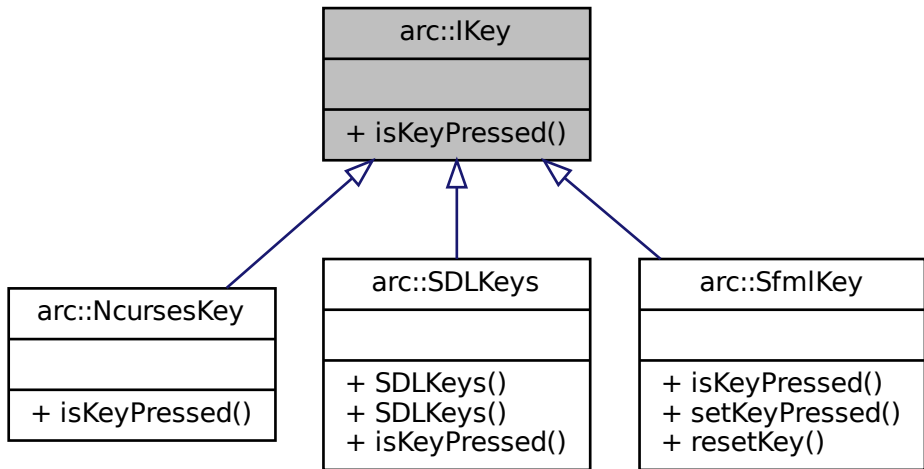 arc::IKey
+ isKeyPressed()
arc::NcursesKey
+ isKeyPressed()
arc::SDLKeys
+ SDLKeys()
+ SDLKeys()
+ isKeyPressed()
arc::SfmlKey
+ isKeyPressed()
+ setKeyPressed()
+ resetKey()